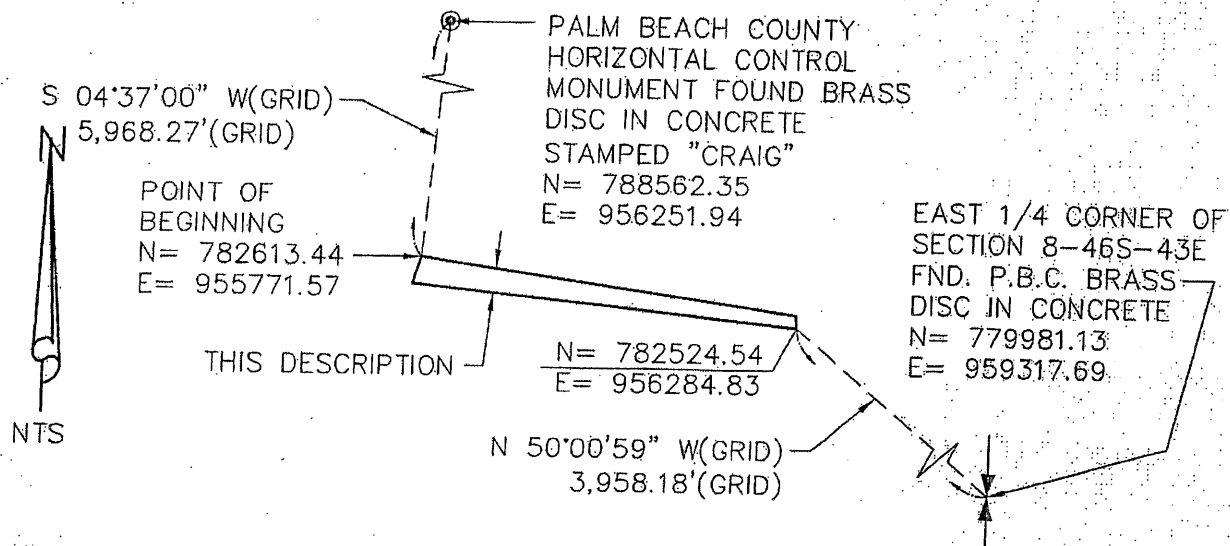 PALM BEACH COUNTY
HORIZONTAL CONTROL
MONUMENT FOUND BRASS
DISC IN CONCRETE
STAMPED "CRAIG"
N= 788562.35
E= 956251.94
S 04°37'00" W(GRID)
5,968.27'(GRID)
N
NTS
POINT OF
BEGINNING
N= 782613.44
E= 955771.57
EAST 1/4 CORNER OF
SECTION 8-46S-43E
FND. P.B.C. BRASS
DISC IN CONCRETE
N= 779981.13
E= 959317.69
THIS DESCRIPTION
N= 782524.54
E= 956284.83
N 50°00'59" W(GRID)
3,958.18'(GRID)